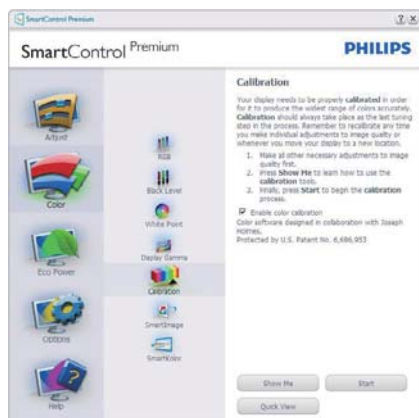 SmartControl Premium
SmartControl Premium
PHILIPS
Adjust
Color
Eco Power
Options
Help
RGB
Black Level
White Point
Display Gamma
Calibration
SmartImage
SmartKolor
Calibration
Your display needs to be properly calibrated in order
for it to produce the widest range of colors accurately.
Calibration should always take place as the last tuning
step in the process. Remember to recalibrate any time
you make individual adjustments to image quality or
whenever you move your display to a new location.
1. Make all other necessary adjustments to image
quality first.
2. Press Show Me to learn how to use the
calibration tools.
3. Finally, press Start to begin the calibration
process.
Enable color calibration
Color software designed in collaboration with Joseph
Holmes.
Protected by U.S. Patent No. 6,686,953
Show Me
Start
Quick View